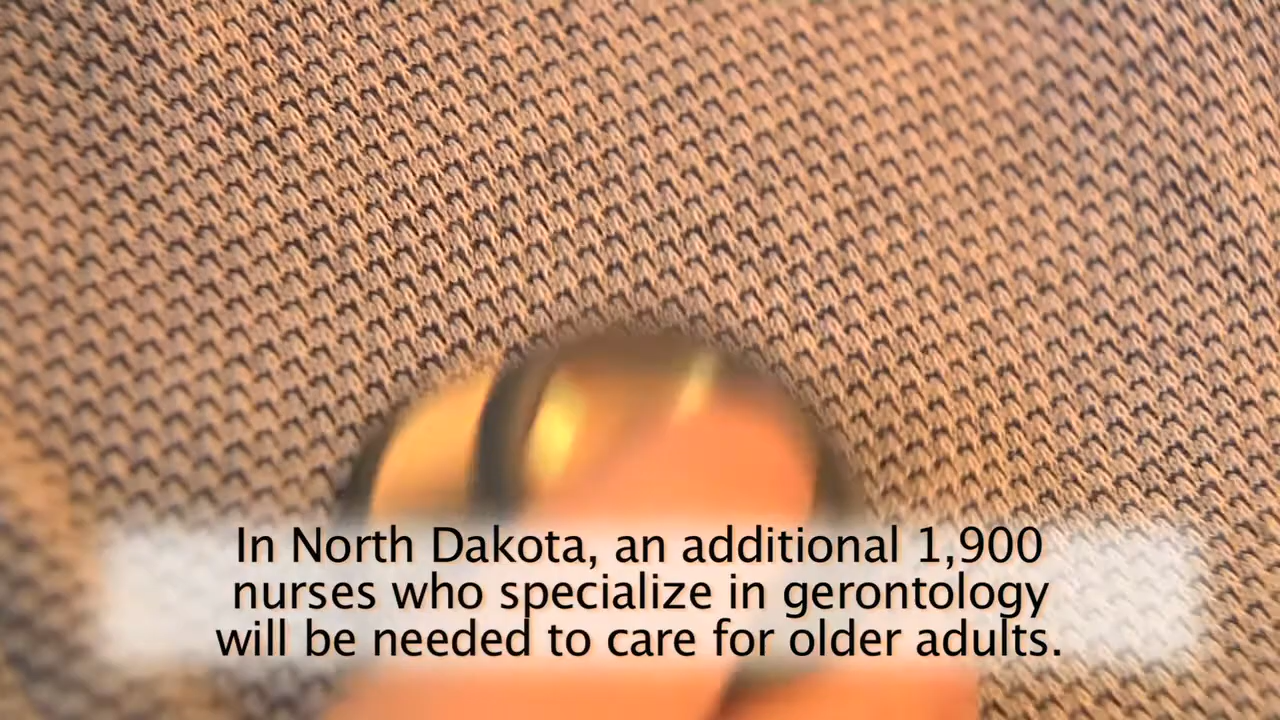 In North Dakota, an additional 1,900
nurses who specialize in gerontology
will be needed to care for older adults.